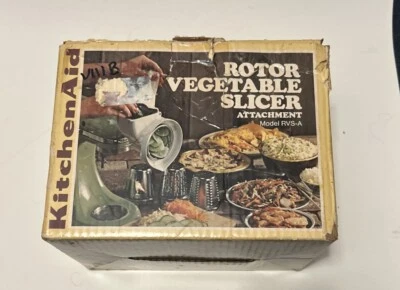 KitchenAid
ROTOR
VEGETABLE
SLICER
ATTACHMENT
Model RVS-A